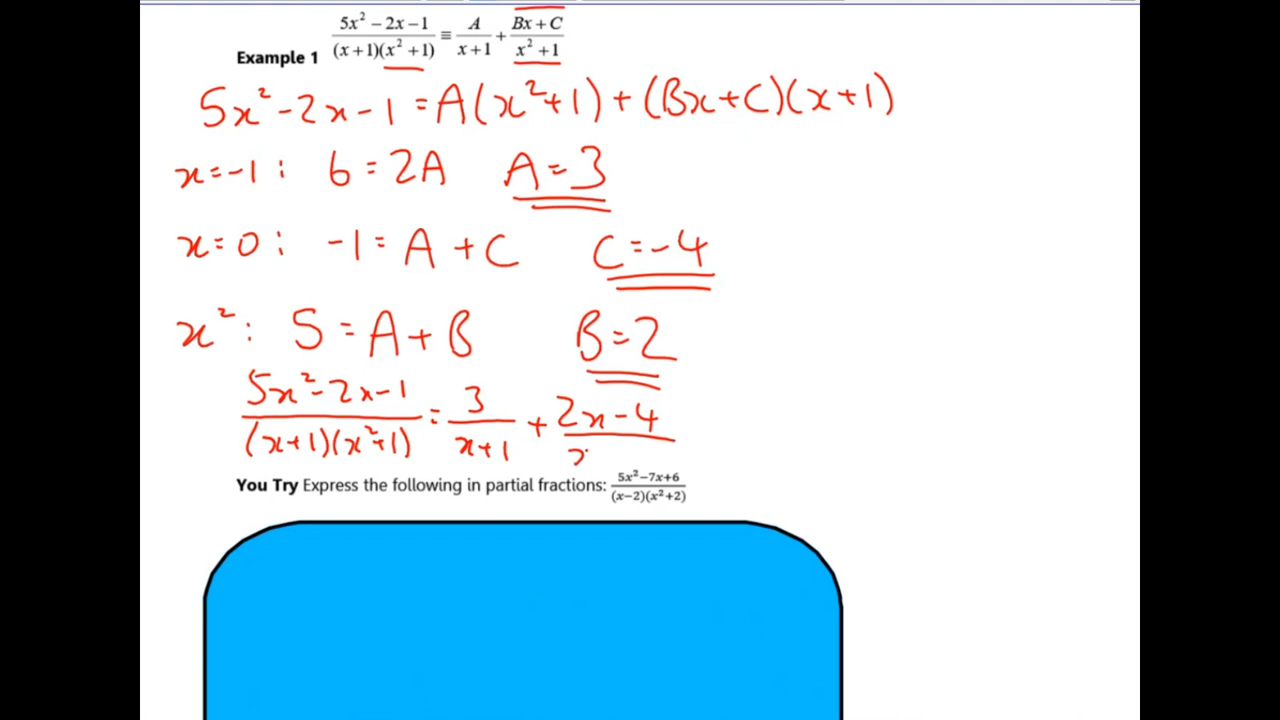 Example 1 (5x² − 2x − 1)/((x+1)(x² + 1)) ≡ A/(x+1) + (Bx + C)/(x² + 1)
5x² - 2x - 1 = A(x² + 1) + (Bx + C)(x + 1)
x = -1 : 6 = 2A A = 3
x = 0 : -1 = A + C C = -4
x² : 5 = A + B B = 2
(5x² - 2x - 1)/((x+1)(x²+1)) = 3/(x+1) + (2x - 4)/
You Try Express the following in partial fractions: (5x²−7x+6)/((x−2)(x²+2))